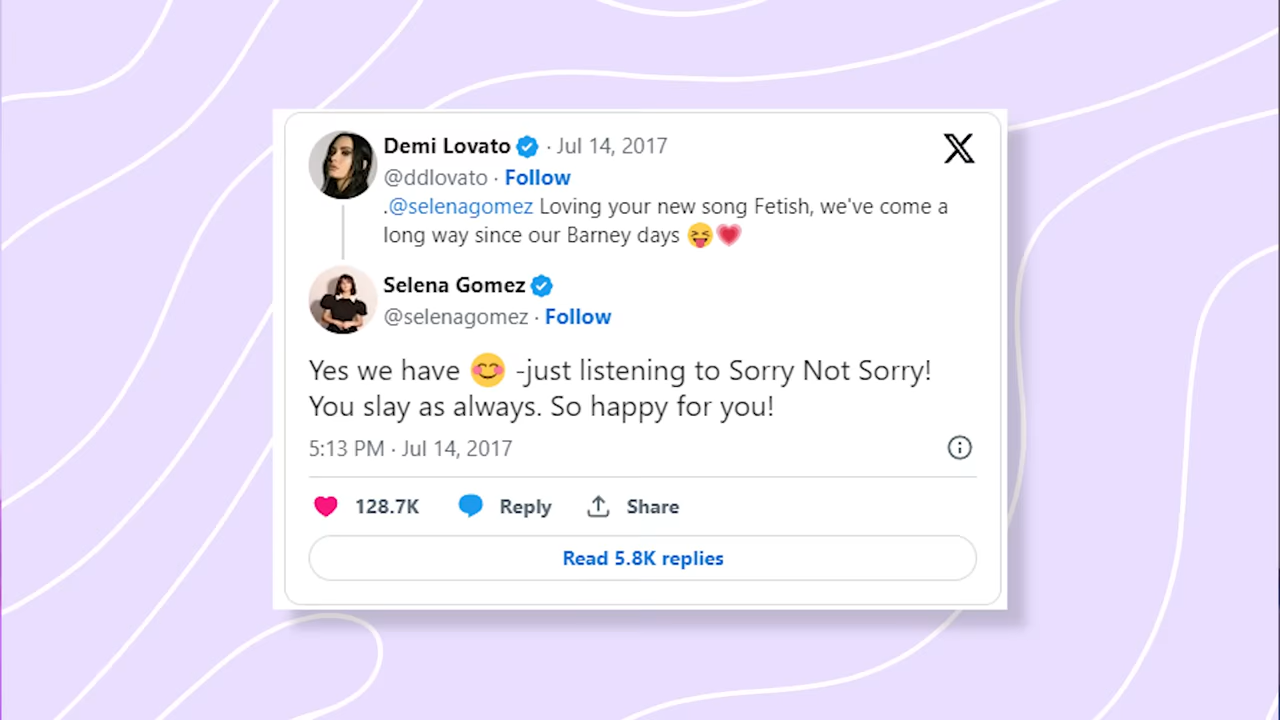 Demi Lovato · Jul 14, 2017
@ddlovato · Follow
.@selenagomez Loving your new song Fetish, we've come a
long way since our Barney days 😝💗
Selena Gomez
@selenagomez · Follow
Yes we have 😊 -just listening to Sorry Not Sorry!
You slay as always. So happy for you!
5:13 PM · Jul 14, 2017
128.7K Reply Share
Read 5.8K replies